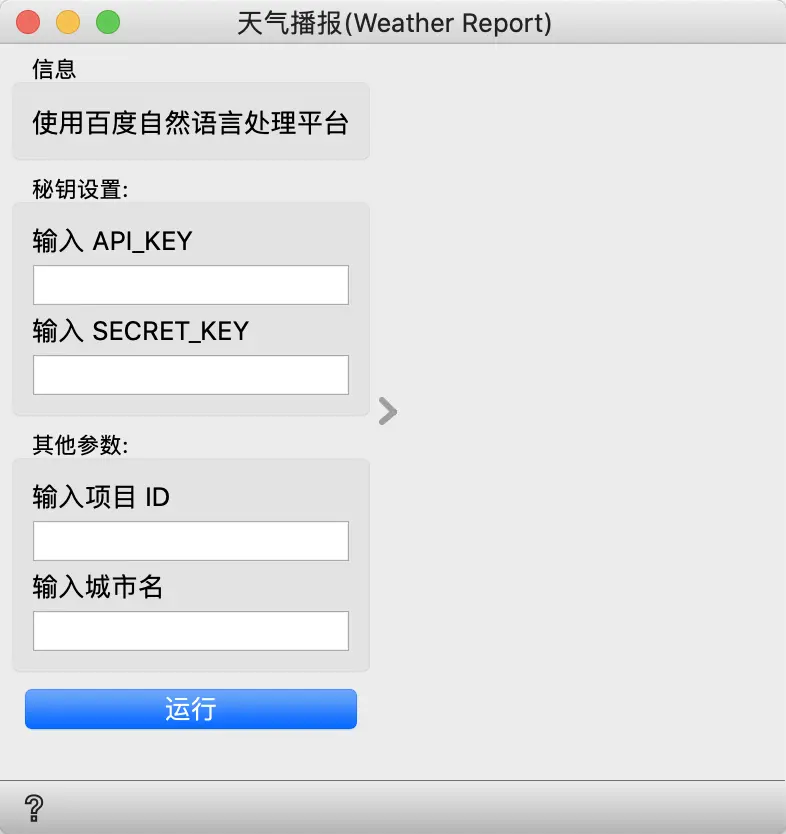 天气播报(Weather Report)
信息
使用百度自然语言处理平台
秘钥设置:
输入 API_KEY
输入 SECRET_KEY
其他参数:
输入项目 ID
输入城市名
运行
?